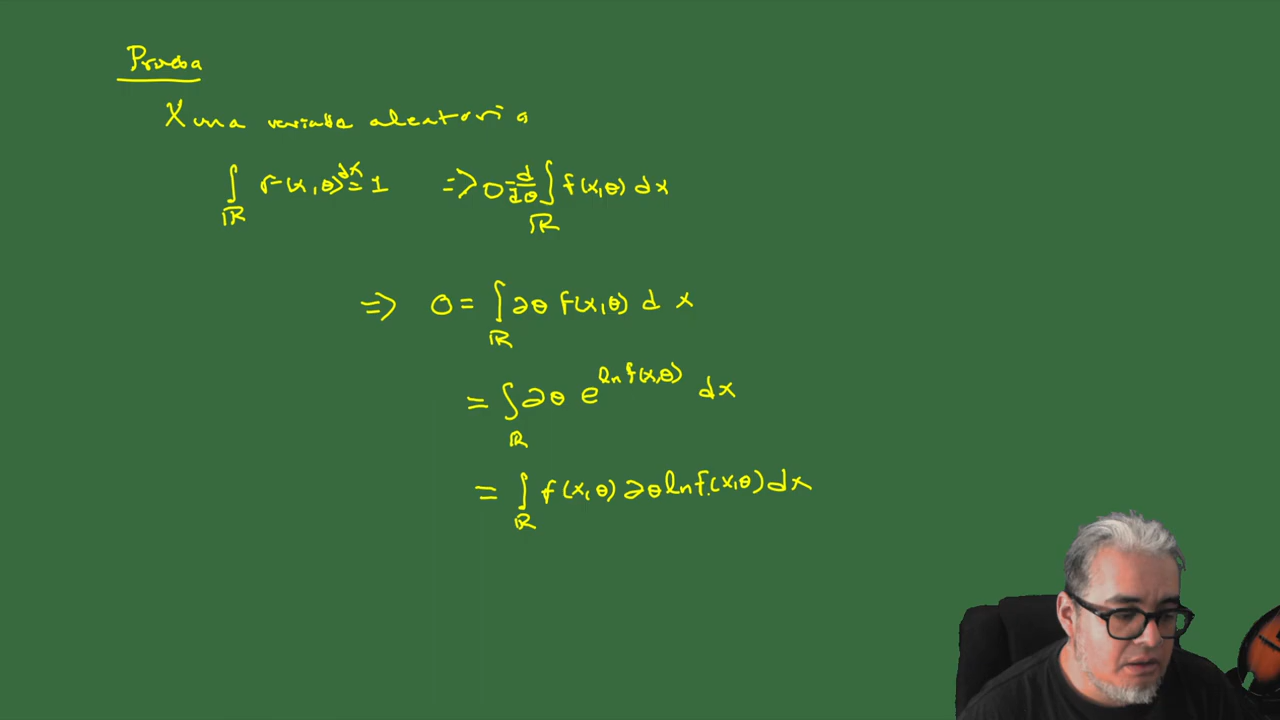 Prueba
X una variable aleatoria
∫_ℝ f(x,θ) dx = 1 ⇒ 0 = d/dθ ∫_ℝ f(x,θ) dx
⇒ 0 = ∫_ℝ ∂θ f(x,θ) d x
= ∫_ℝ ∂θ e^{ln f(x,θ)} dx
= ∫_ℝ f(x,θ) ∂θ ln f(x,θ) dx